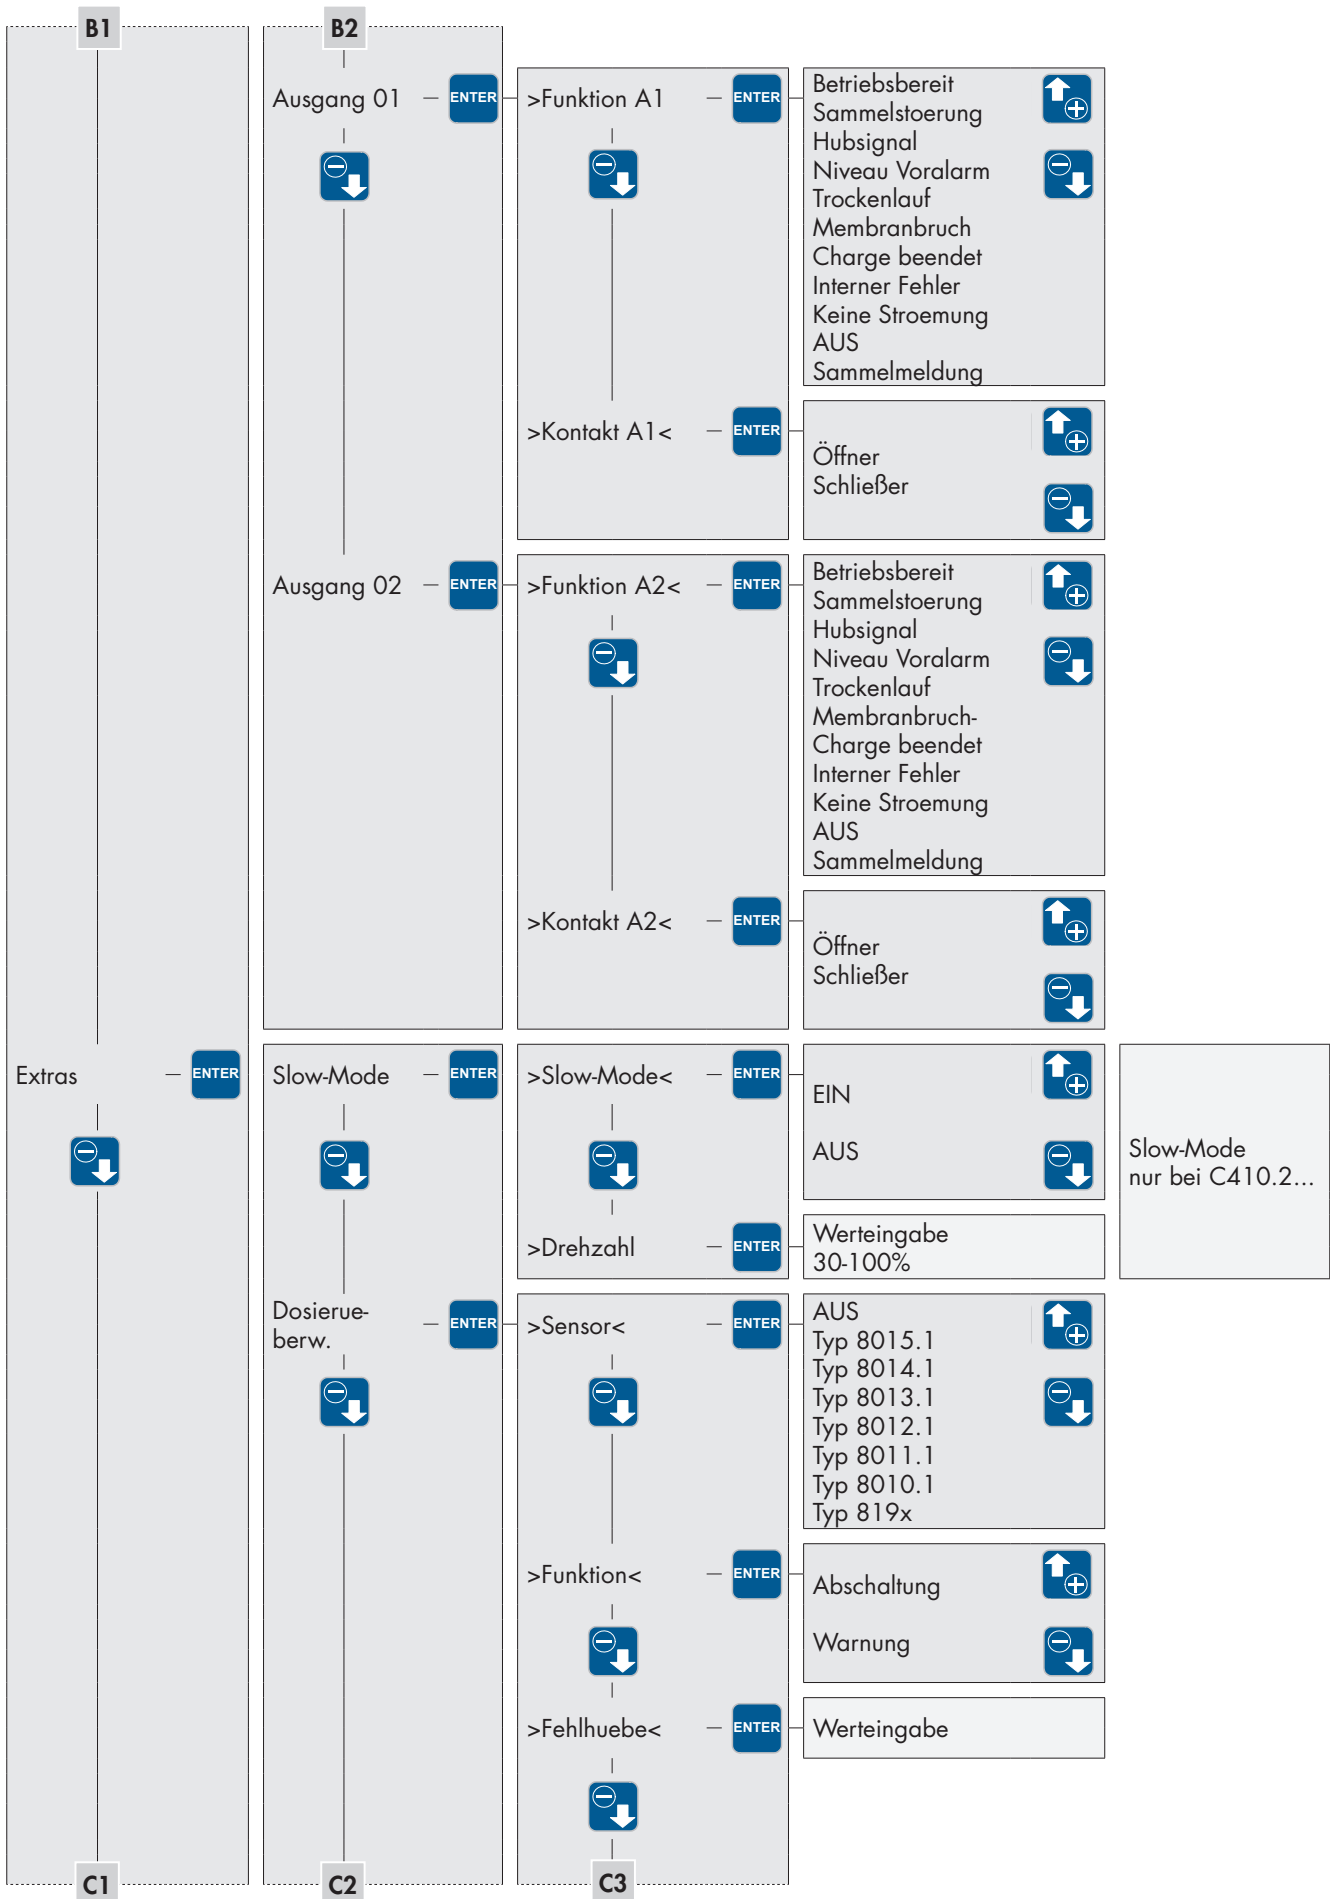 B1
B2
Ausgang 01
ENTER
>Funktion A1
ENTER
Betriebsbereit
Sammelstoerung
Hubsignal
Niveau Voralarm
Trockenlauf
Membranbruch
Charge beendet
Interner Fehler
Keine Stroemung
AUS
Sammelmeldung
>Kontakt A1<
ENTER
Öffner
Schließer
Ausgang 02
ENTER
>Funktion A2<
ENTER
Betriebsbereit
Sammelstoerung
Hubsignal
Niveau Voralarm
Trockenlauf
Membranbruch-
Charge beendet
Interner Fehler
Keine Stroemung
AUS
Sammelmeldung
>Kontakt A2<
ENTER
Öffner
Schließer
Extras
ENTER
Slow-Mode
ENTER
>Slow-Mode<
ENTER
EIN
AUS
Slow-Mode
nur bei C410.2...
>Drehzahl
ENTER
Werteingabe
30-100%
Dosierue-
berw.
ENTER
>Sensor<
ENTER
AUS
Typ 8015.1
Typ 8014.1
Typ 8013.1
Typ 8012.1
Typ 8011.1
Typ 8010.1
Typ 819x
>Funktion<
ENTER
Abschaltung
Warnung
>Fehlhuebe<
ENTER
Werteingabe
C1
C2
C3